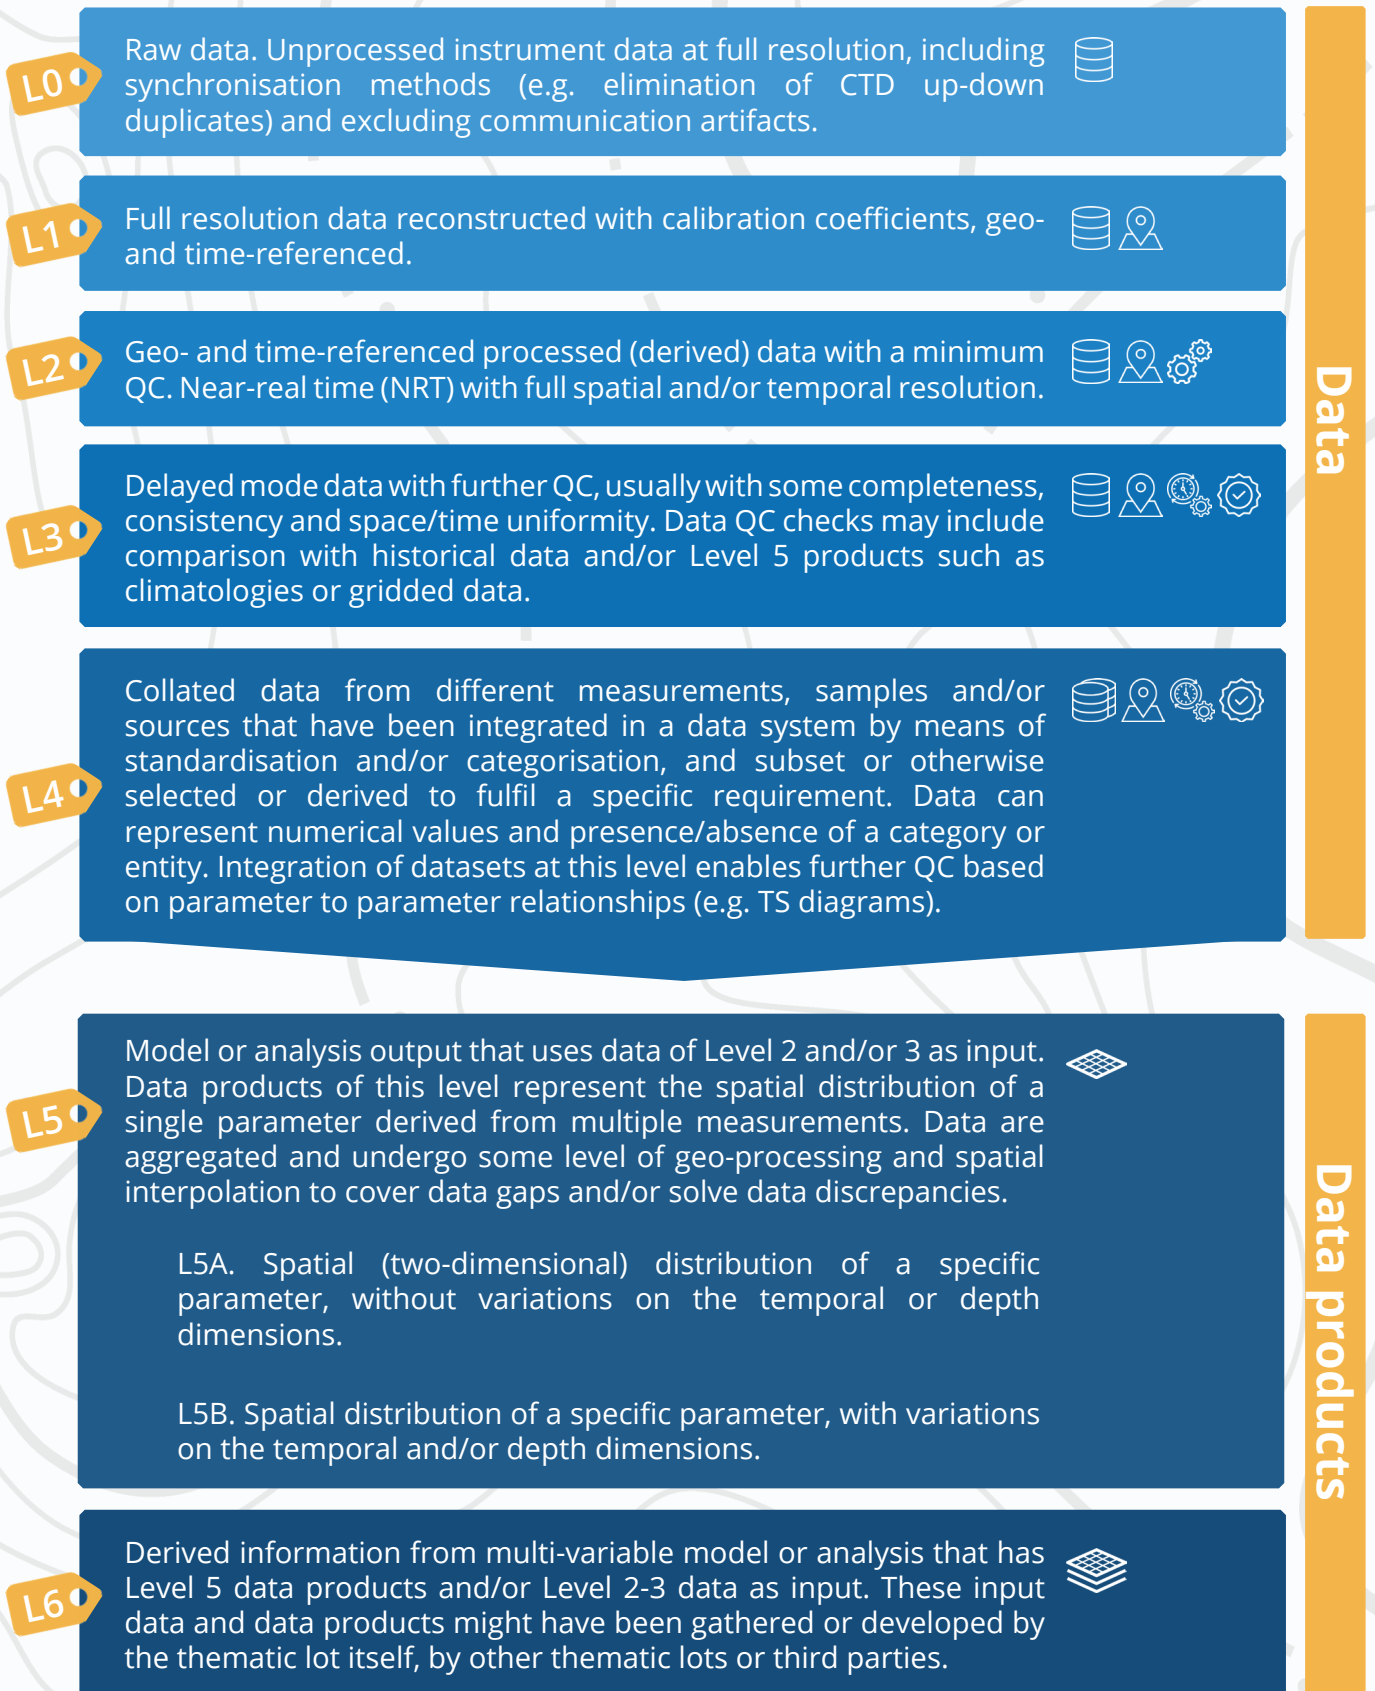 L0
Raw data. Unprocessed instrument data at full resolution, including
synchronisation methods (e.g. elimination of CTD up-down
duplicates) and excluding communication artifacts.
L1
Full resolution data reconstructed with calibration coefficients, geo-
and time-referenced.
L2
Geo- and time-referenced processed (derived) data with a minimum
QC. Near-real time (NRT) with full spatial and/or temporal resolution.
L3
Delayed mode data with further QC, usually with some completeness,
consistency and space/time uniformity. Data QC checks may include
comparison with historical data and/or Level 5 products such as
climatologies or gridded data.
L4
Collated data from different measurements, samples and/or
sources that have been integrated in a data system by means of
standardisation and/or categorisation, and subset or otherwise
selected or derived to fulfil a specific requirement. Data can
represent numerical values and presence/absence of a category or
entity. Integration of datasets at this level enables further QC based
on parameter to parameter relationships (e.g. TS diagrams).
Data
L5
Model or analysis output that uses data of Level 2 and/or 3 as input.
Data products of this level represent the spatial distribution of a
single parameter derived from multiple measurements. Data are
aggregated and undergo some level of geo-processing and spatial
interpolation to cover data gaps and/or solve data discrepancies.
L5A. Spatial (two-dimensional) distribution of a specific
parameter, without variations on the temporal or depth
dimensions.
L5B. Spatial distribution of a specific parameter, with variations
on the temporal and/or depth dimensions.
L6
Derived information from multi-variable model or analysis that has
Level 5 data products and/or Level 2-3 data as input. These input
data and data products might have been gathered or developed by
the thematic lot itself, by other thematic lots or third parties.
Data products